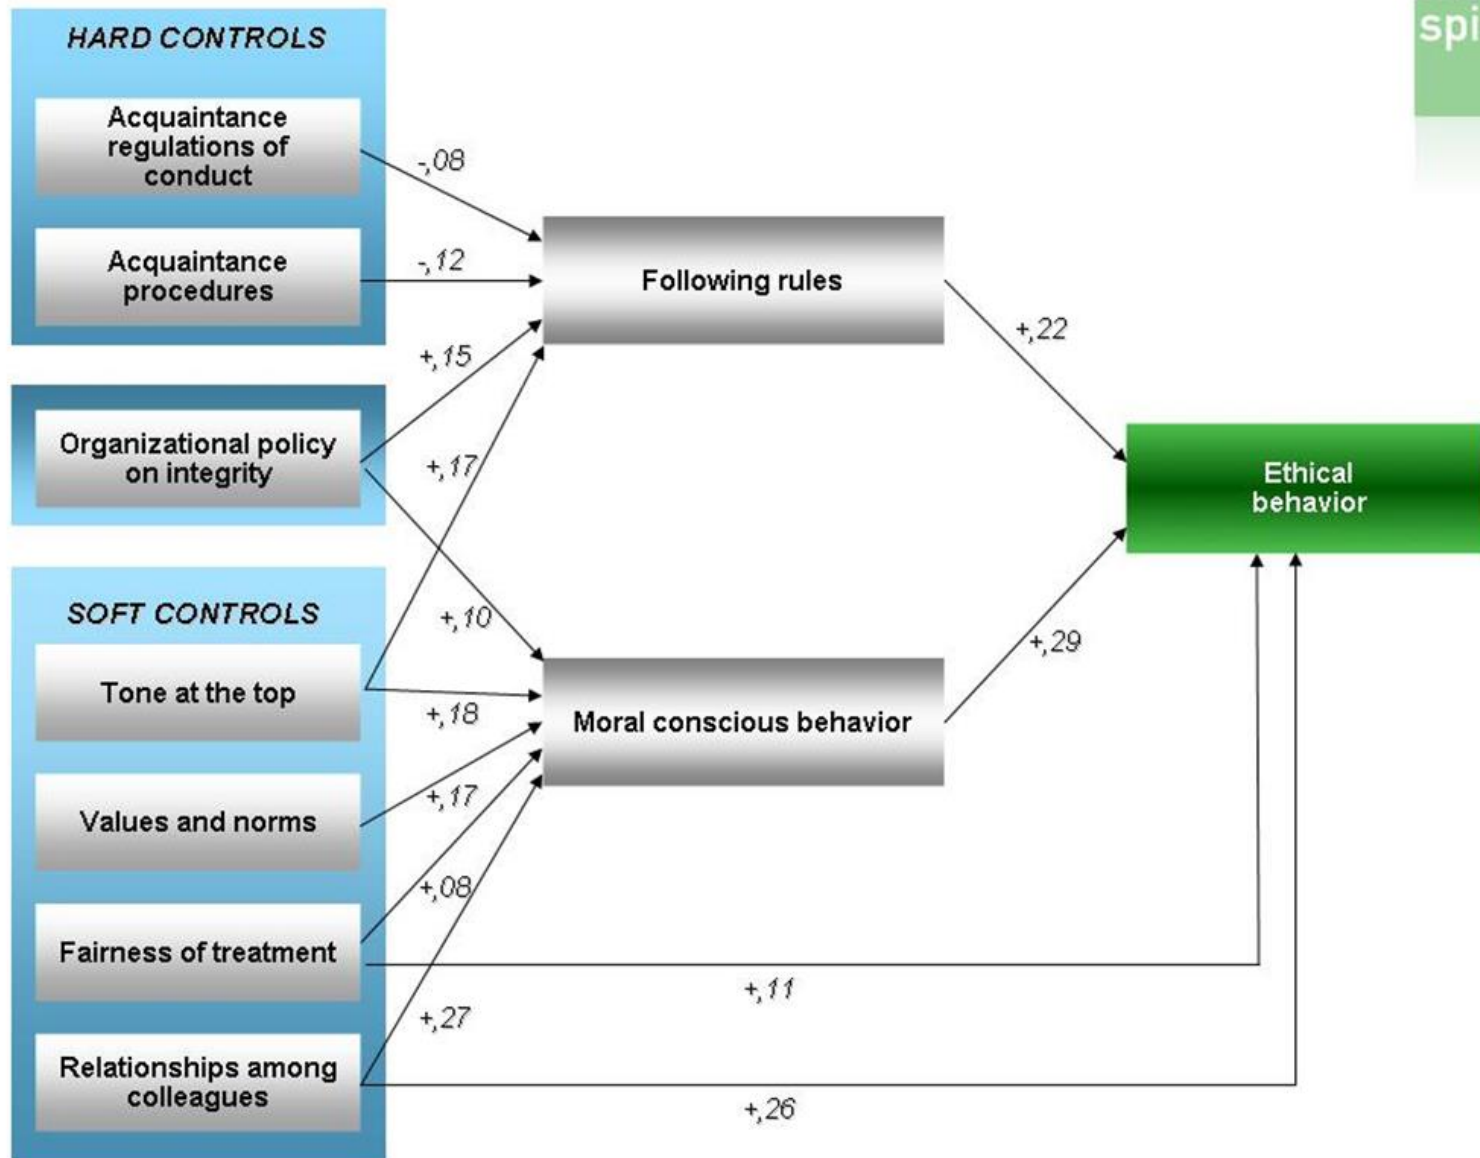 HARD CONTROLS
Acquaintance
regulations of
conduct
Acquaintance
procedures
Organizational policy
on integrity
SOFT CONTROLS
Tone at the top
Values and norms
Fairness of treatment
Relationships among
colleagues
-,08
-,12
+,15
+,17
+,10
+,18
+,17
+,08
+,27
Following rules
Moral conscious behavior
+,22
+,29
+,11
+,26
Ethical
behavior
spi